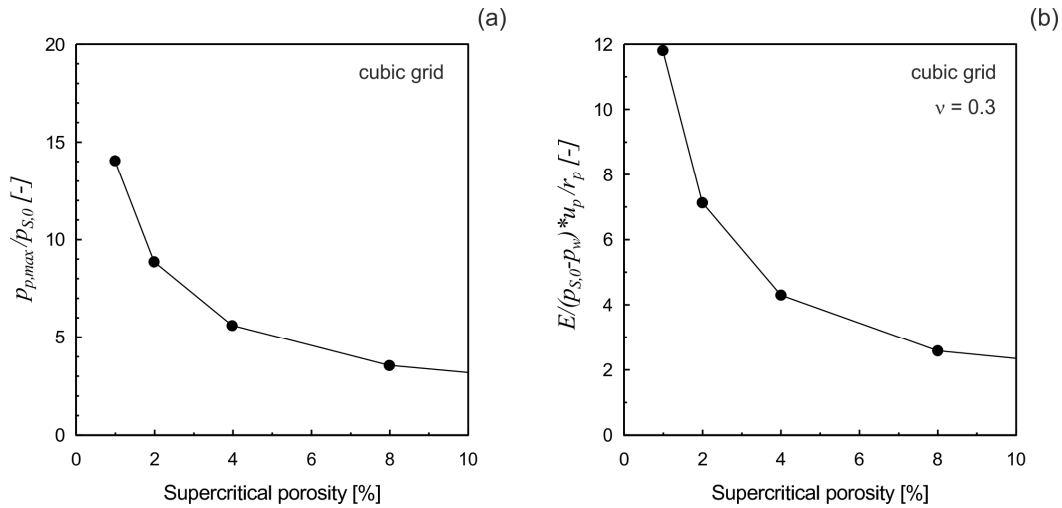 (a)
20
15
10
5
0
0 2 4 6 8 10
cubic grid
p_{p,max}/p_{S,0} [-]
Supercritical porosity [%]
(b)
12
10
8
6
4
2
0
0 2 4 6 8 10
cubic grid
ν = 0.3
E/(p_{S,0}-p_w)*u_p/r_p [-]
Supercritical porosity [%]